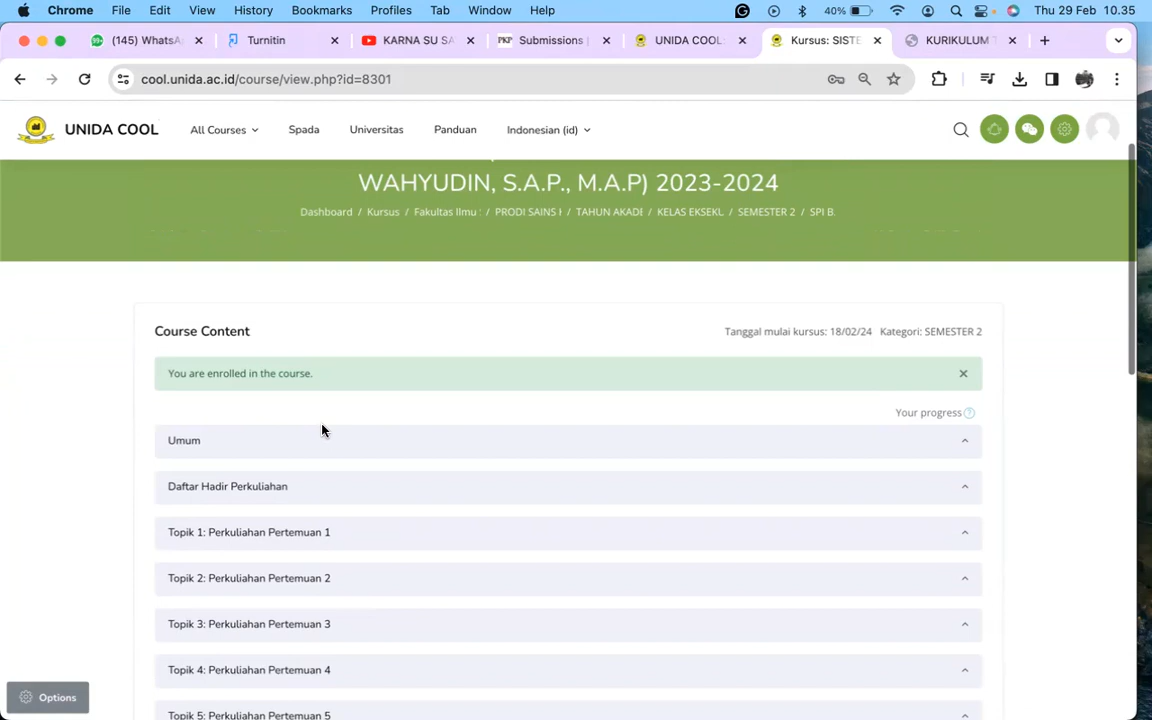 Chrome File Edit View History Bookmarks Profiles Tab Window Help 40% Thu 29 Feb 10.35
(145) WhatsA Turnitin KARNA SU SA PKP Submissions UNIDA COOL: Kursus: SISTE KURIKULUM T
cool.unida.ac.id/course/view.php?id=8301
UNIDA COOL All Courses Spada Universitas Panduan Indonesian (id)
WAHYUDIN, S.A.P., M.A.P) 2023-2024
Dashboard / Kursus / Fakultas Ilmu / PRODI SAINS / TAHUN AKADE / KELAS EKSEKL / SEMESTER 2 / SPI B.
Course Content Tanggal mulai kursus: 18/02/24 Kategori: SEMESTER 2
You are enrolled in the course. ×
Your progress
Umum
Daftar Hadir Perkuliahan
Topik 1: Perkuliahan Pertemuan 1
Topik 2: Perkuliahan Pertemuan 2
Topik 3: Perkuliahan Pertemuan 3
Topik 4: Perkuliahan Pertemuan 4
Topik 5: Perkuliahan Pertemuan 5
Options